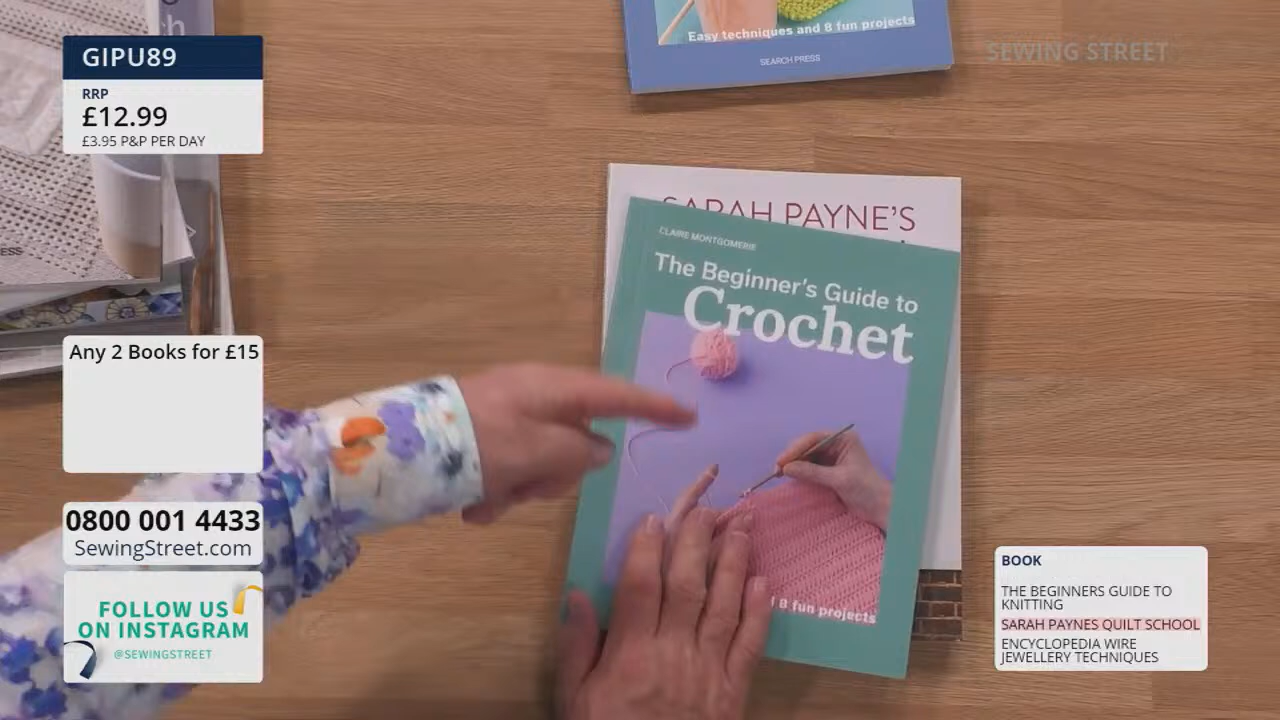 GIPU89
RRP
£12.99
£3.95 P&P PER DAY
Any 2 Books for £15
0800 001 4433
SewingStreet.com
FOLLOW US
ON INSTAGRAM
@SEWINGSTREET
Easy techniques and 8 fun projects
SEARCH PRESS
SEWING STREET
SARAH PAYNE'S
CLAIRE MONTGOMERIE
The Beginner's Guide to
Crochet
8 fun projects
BOOK
THE BEGINNERS GUIDE TO
KNITTING
SARAH PAYNES QUILT SCHOOL
ENCYCLOPEDIA WIRE
JEWELLERY TECHNIQUES